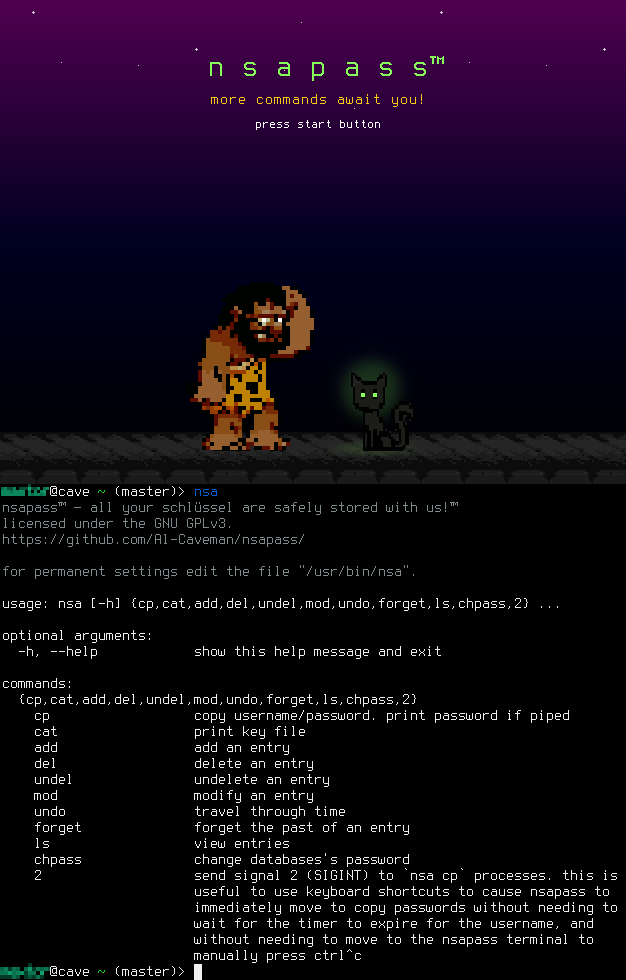 n s a p a s s™
more commands await you!
press start button
@cave ~ (master)> nsa
nsapass™ - all your schlüssel are safely stored with us!™
licensed under the GNU GPLv3.
https://github.com/Al-Caveman/nsapass/
for permanent settings edit the file "/usr/bin/nsa".
usage: nsa [-h] {cp,cat,add,del,undel,mod,undo,forget,ls,chpass,2} ...
optional arguments:
-h, --help show this help message and exit
commands:
{cp,cat,add,del,undel,mod,undo,forget,ls,chpass,2}
cp copy username/password. print password if piped
cat print key file
add add an entry
del delete an entry
undel undelete an entry
mod modify an entry
undo travel through time
forget forget the past of an entry
ls view entries
chpass change databases's password
2 send signal 2 (SIGINT) to `nsa cp` processes. this is
useful to use keyboard shortcuts to cause nsapass to
immediately move to copy passwords without needing to
wait for the timer to expire for the username, and
without needing to move to the nsapass terminal to
manually press ctrl^c
@cave ~ (master)>